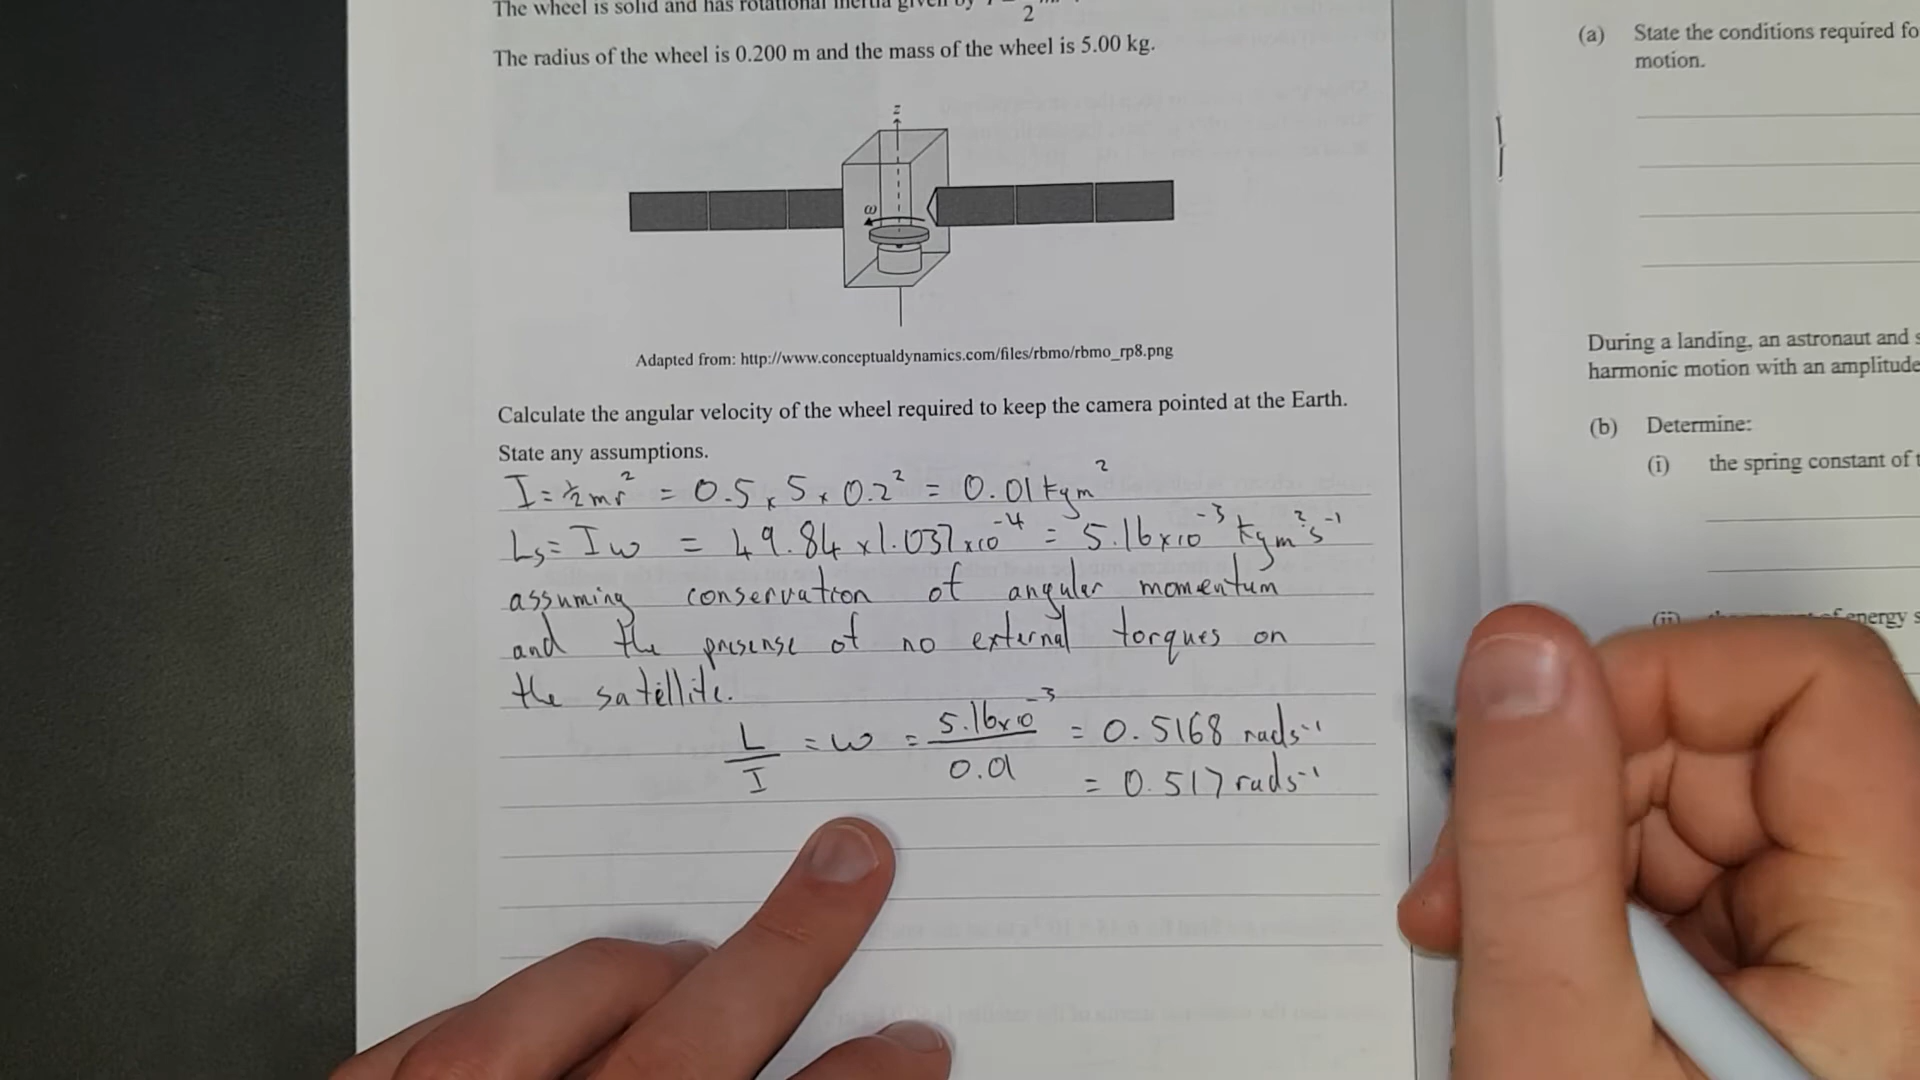 The wheel is solid and has rotational inertia given by I = 1/2 mr
The radius of the wheel is 0.200 m and the mass of the wheel is 5.00 kg.
z
ω
Adapted from: http://www.conceptualdynamics.com/files/rbmo/rbmo_rp8.png
Calculate the angular velocity of the wheel required to keep the camera pointed at the Earth.
State any assumptions.
I = ½mr² = 0.5 × 5 × 0.2² = 0.01 kgm²
Ls = Iω = 49.84 × 1.037×10⁻⁴ = 5.16×10⁻³ kgm²s⁻¹
assuming conservation of angular momentum
and the presense of no external torques on
the satellite.
L/I = ω = 5.16×10⁻³/0.01 = 0.5168 rads⁻¹
= 0.517 rads⁻¹
(a) State the conditions required fo
motion.
During a landing, an astronaut and s
harmonic motion with an amplitude
(b) Determine:
(i) the spring constant of t
(ii) energy s